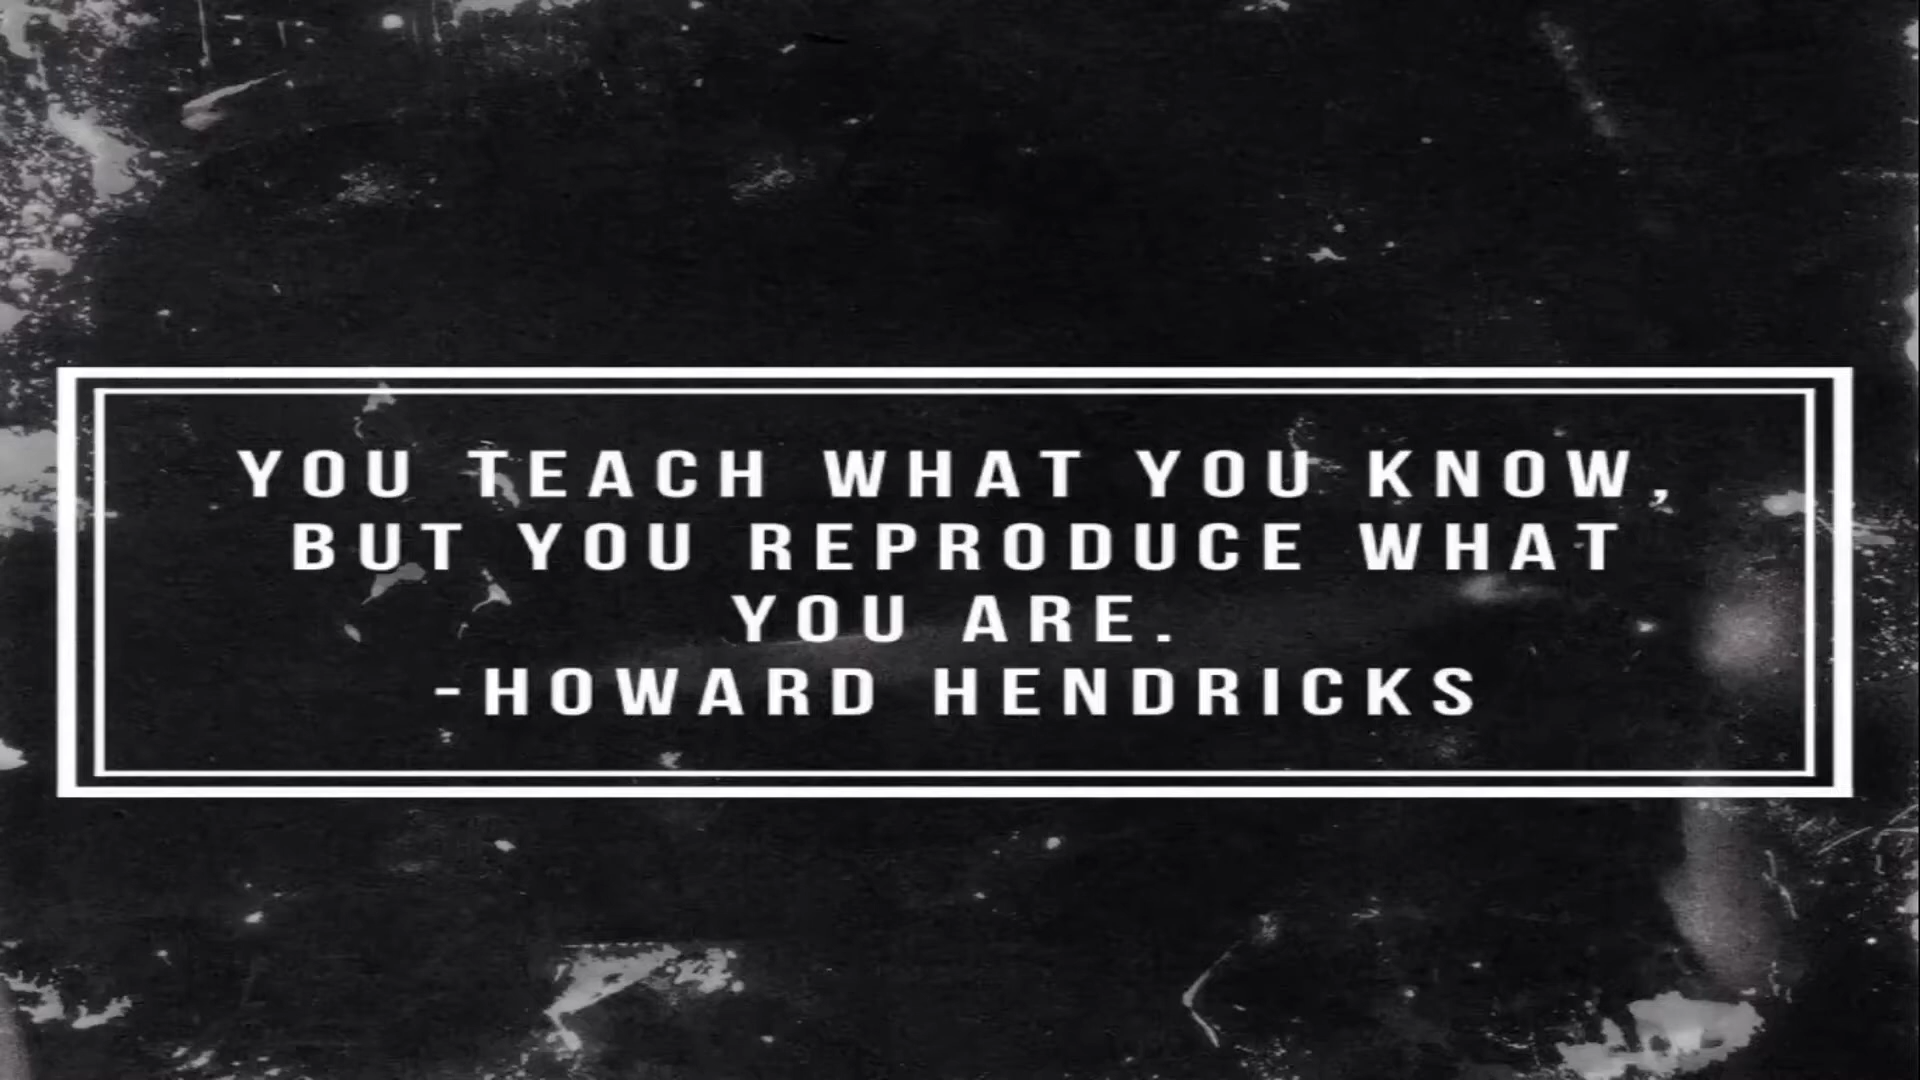 YOU TEACH WHAT YOU KNOW,
BUT YOU REPRODUCE WHAT
YOU ARE.
-HOWARD HENDRICKS